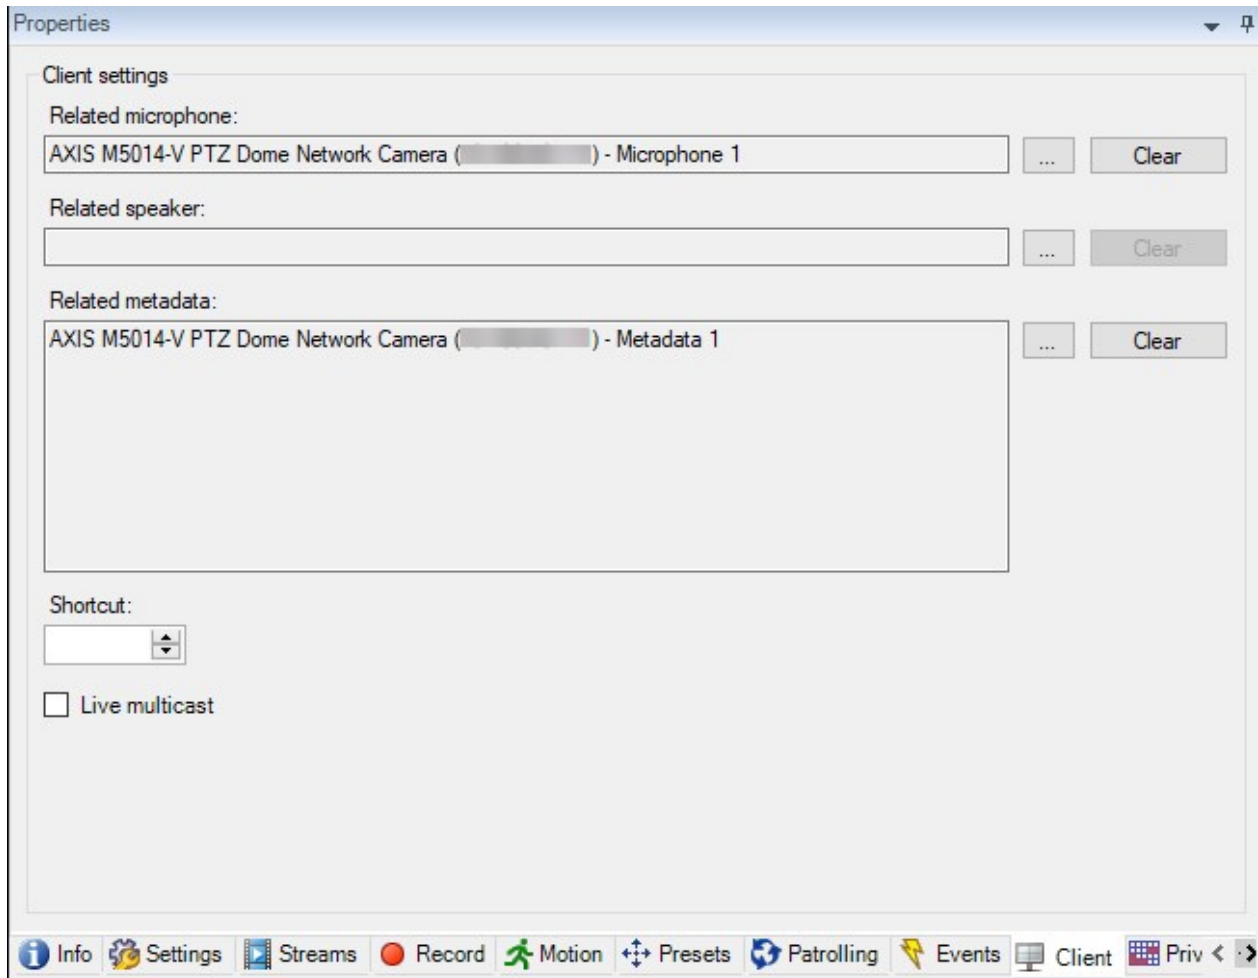 Properties
Client settings
Related microphone:
AXIS M5014-V PTZ Dome Network Camera ( ) - Microphone 1 ... Clear
Related speaker:
... Clear
Related metadata:
AXIS M5014-V PTZ Dome Network Camera ( ) - Metadata 1 ... Clear
Shortcut:
Live multicast
Info Settings Streams Record Motion Presets Patrolling Events Client Priv